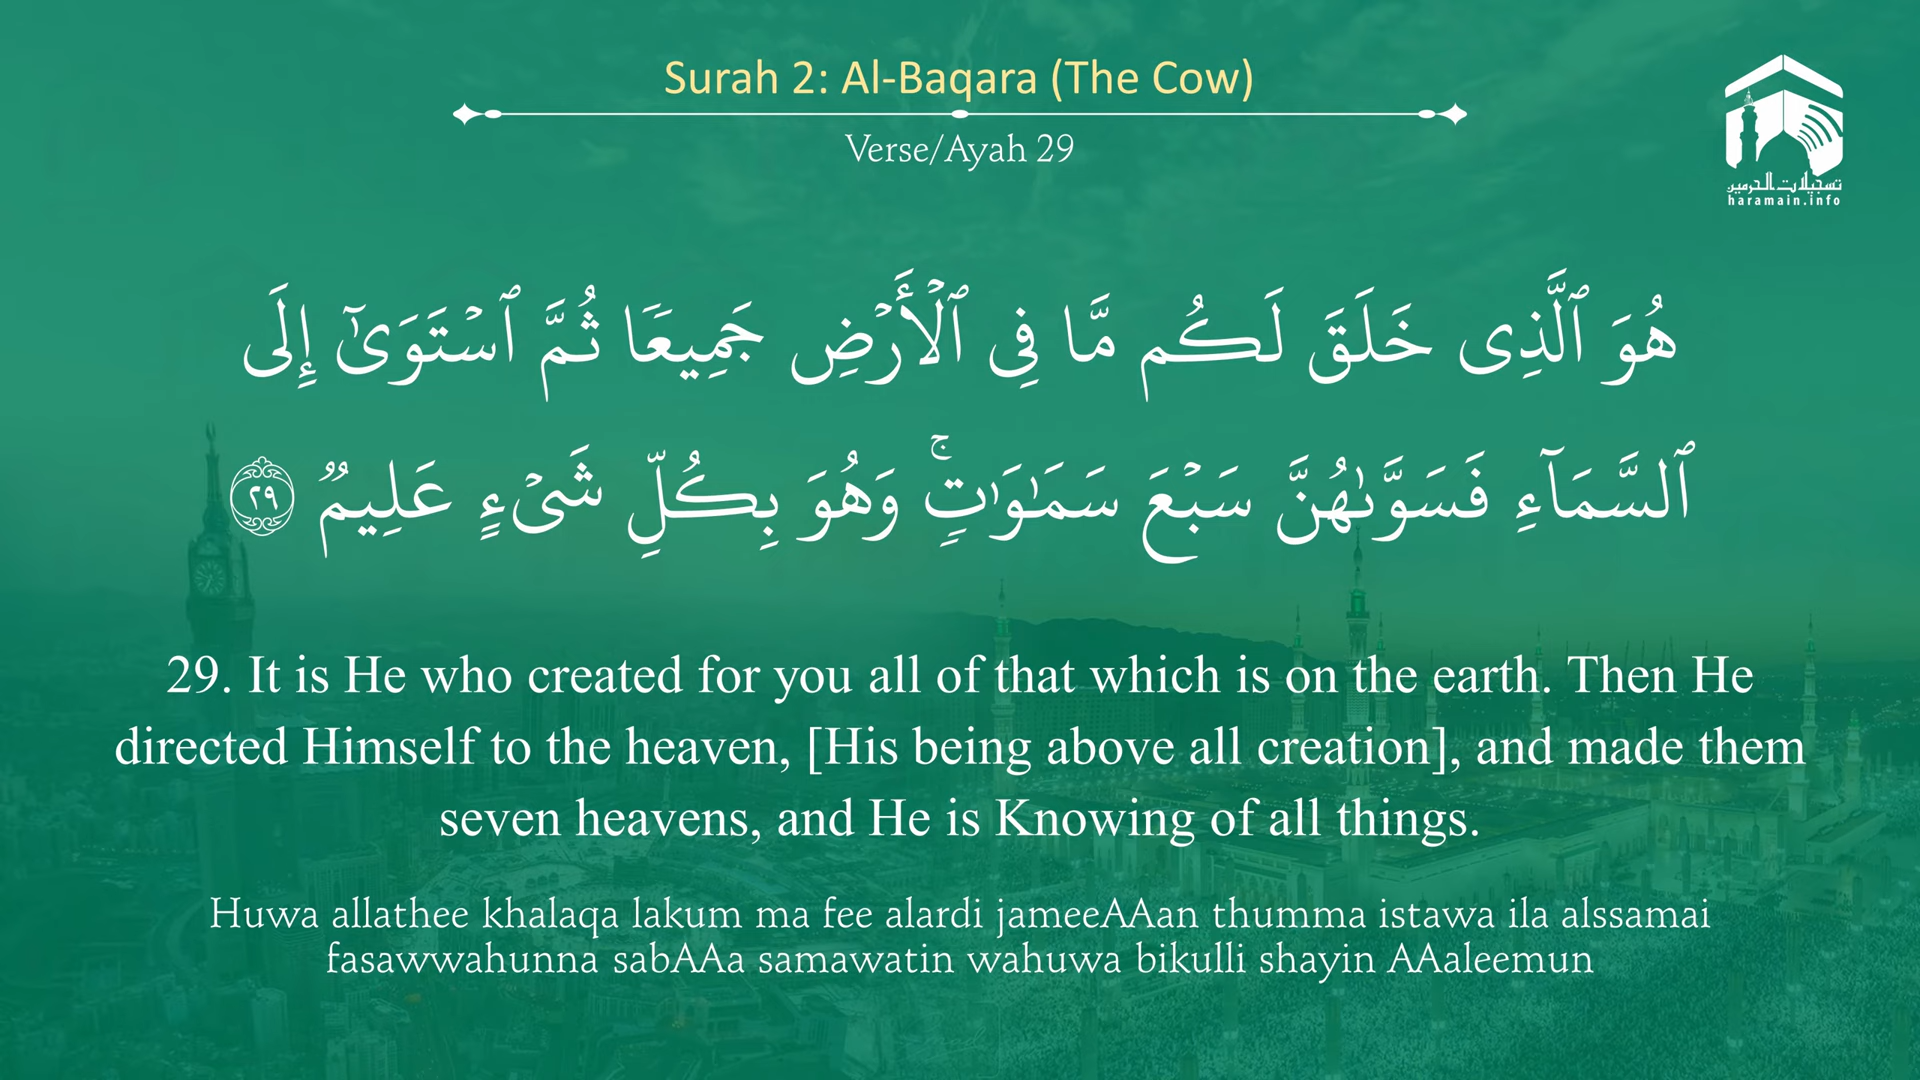 Surah 2: Al-Baqara (The Cow)
Verse/Ayah 29
تسجيلات الحرمين
haramain.info
هُوَ ٱلَّذِى خَلَقَ لَكُم مَّا فِى ٱلْأَرْضِ جَمِيعًا ثُمَّ ٱسْتَوَىٰٓ إِلَى
ٱلسَّمَآءِ فَسَوَّىٰهُنَّ سَبْعَ سَمَـٰوَٰتٍۢ ۚ وَهُوَ بِكُلِّ شَىْءٍ عَلِيمٌۭ ٢٩
29. It is He who created for you all of that which is on the earth. Then He
directed Himself to the heaven, [His being above all creation], and made them
seven heavens, and He is Knowing of all things.
Huwa allathee khalaqa lakum ma fee alardi jameeAAan thumma istawa ila alssamai
fasawwahunna sabAAa samawatin wahuwa bikulli shayin AAaleemun